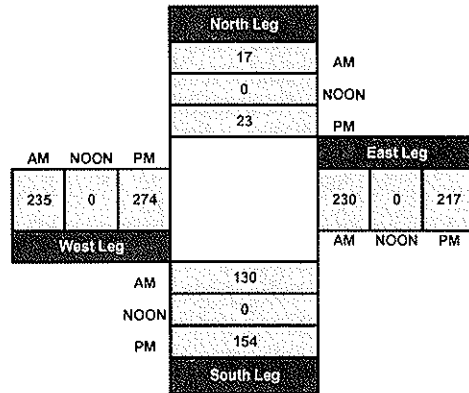 North Leg
17 AM
0 NOON
23 PM
AM NOON PM
East Leg
235 0 274
230 0 217
West Leg
AM NOON PM
AM 130
NOON 0
PM 154
South Leg